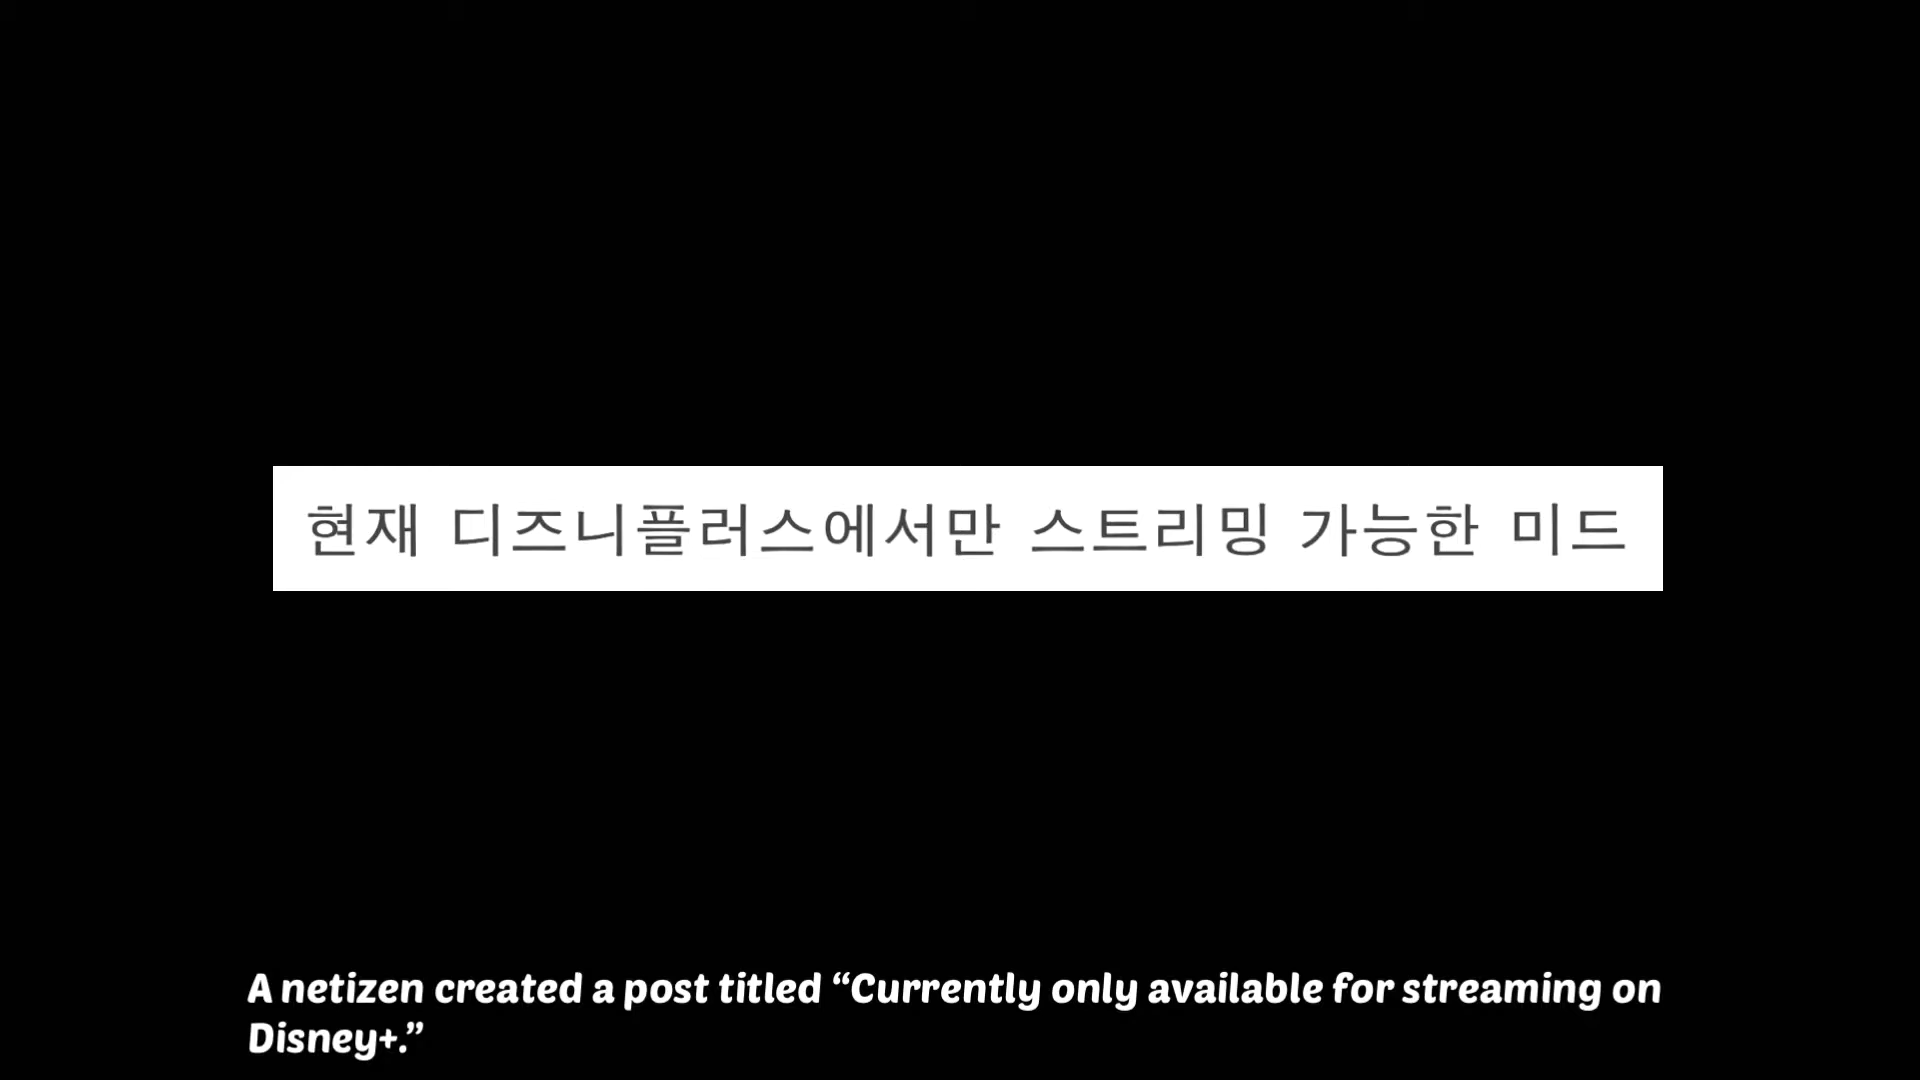 현재 디즈니플러스에서만 스트리밍 가능한 미드
A netizen created a post titled “Currently only available for streaming on
Disney+.”